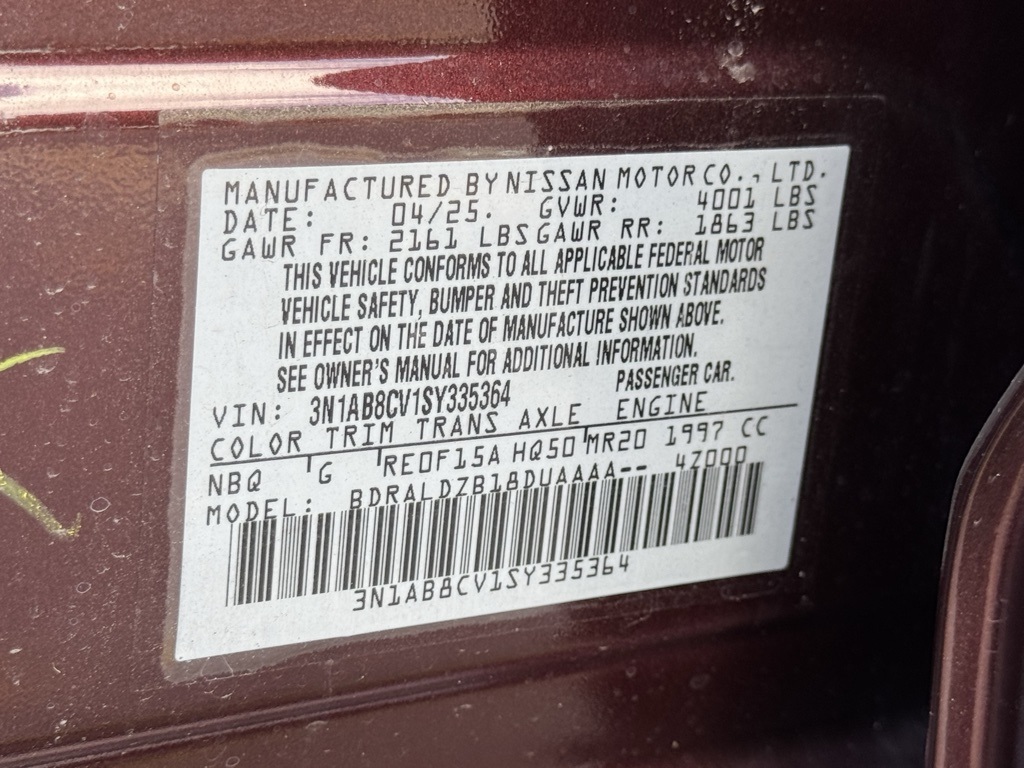 MANUFACTURED BY NISSAN MOTOR CO., LTD.
DATE: 04/25. GVWR: 4001 LBS
GAWR FR: 2161 LBS GAWR RR: 1863 LBS
THIS VEHICLE CONFORMS TO ALL APPLICABLE FEDERAL MOTOR
VEHICLE SAFETY, BUMPER AND THEFT PREVENTION STANDARDS
IN EFFECT ON THE DATE OF MANUFACTURE SHOWN ABOVE.
SEE OWNER'S MANUAL FOR ADDITIONAL INFORMATION.
VIN: 3N1AB8CV1SY335364 PASSENGER CAR.
COLOR TRIM TRANS AXLE ENGINE
NBQ G RE0F15A HQ50 MR20 1997 CC
MODEL: BDRALDZB18DUAAAA-- 4Z000
3N1AB8CV1SY335364